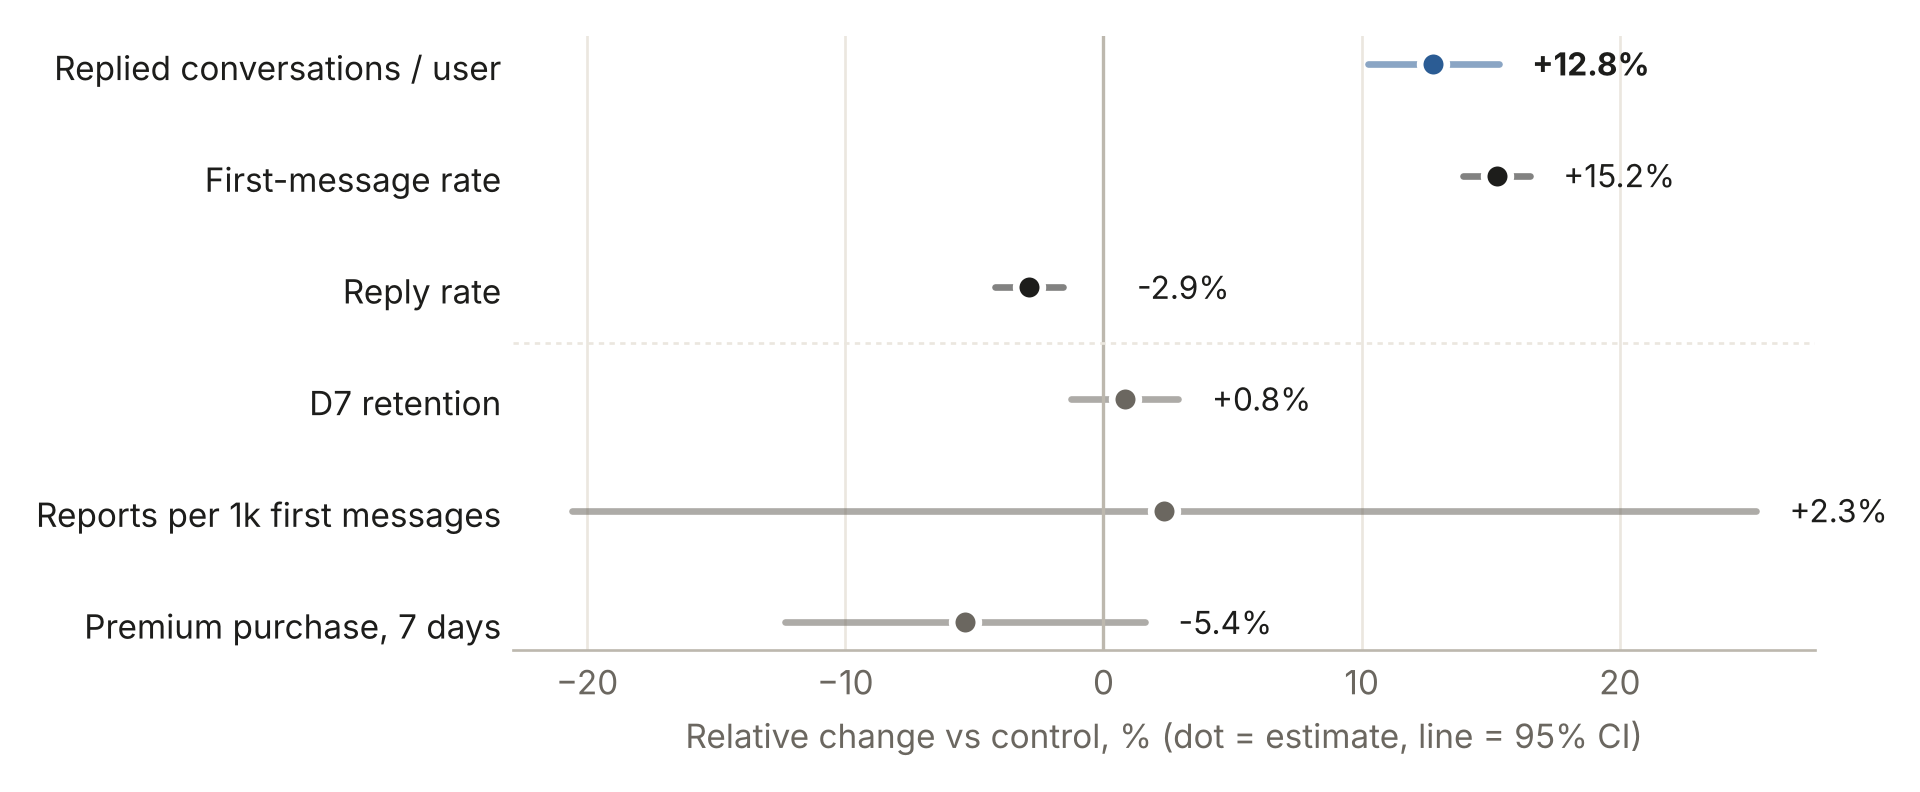 Replied conversations / user
+12.8%
First-message rate
+15.2%
Reply rate
-2.9%
D7 retention
+0.8%
Reports per 1k first messages
+2.3%
Premium purchase, 7 days
-5.4%
−20 −10 0 10 20
Relative change vs control, % (dot = estimate, line = 95% CI)